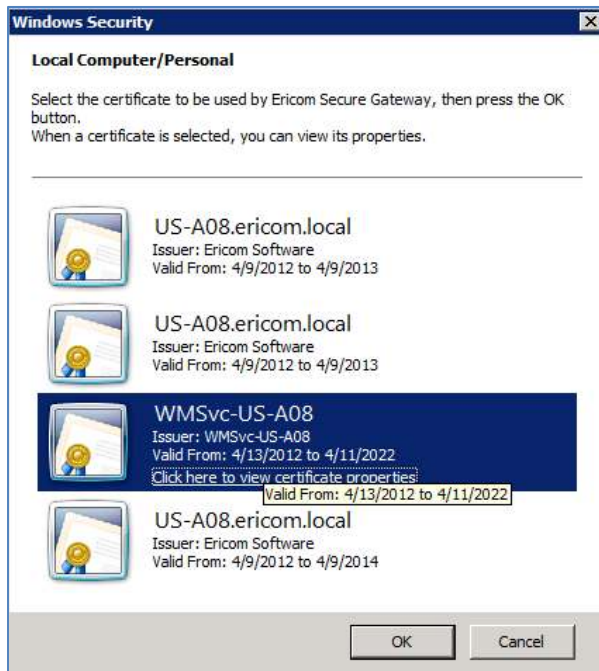 Windows Security
Local Computer/Personal
Select the certificate to be used by Ericom Secure Gateway, then press the OK
button.
When a certificate is selected, you can view its properties.
US-A08.ericom.local
Issuer: Ericom Software
Valid From: 4/9/2012 to 4/9/2013
US-A08.ericom.local
Issuer: Ericom Software
Valid From: 4/9/2012 to 4/9/2013
WMSvc-US-A08
Issuer: WMSvc-US-A08
Valid From: 4/13/2012 to 4/11/2022
Click here to view certificate properties
Valid From: 4/13/2012 to 4/11/2022
US-A08.ericom.local
Issuer: Ericom Software
Valid From: 4/9/2012 to 4/9/2014
OK
Cancel